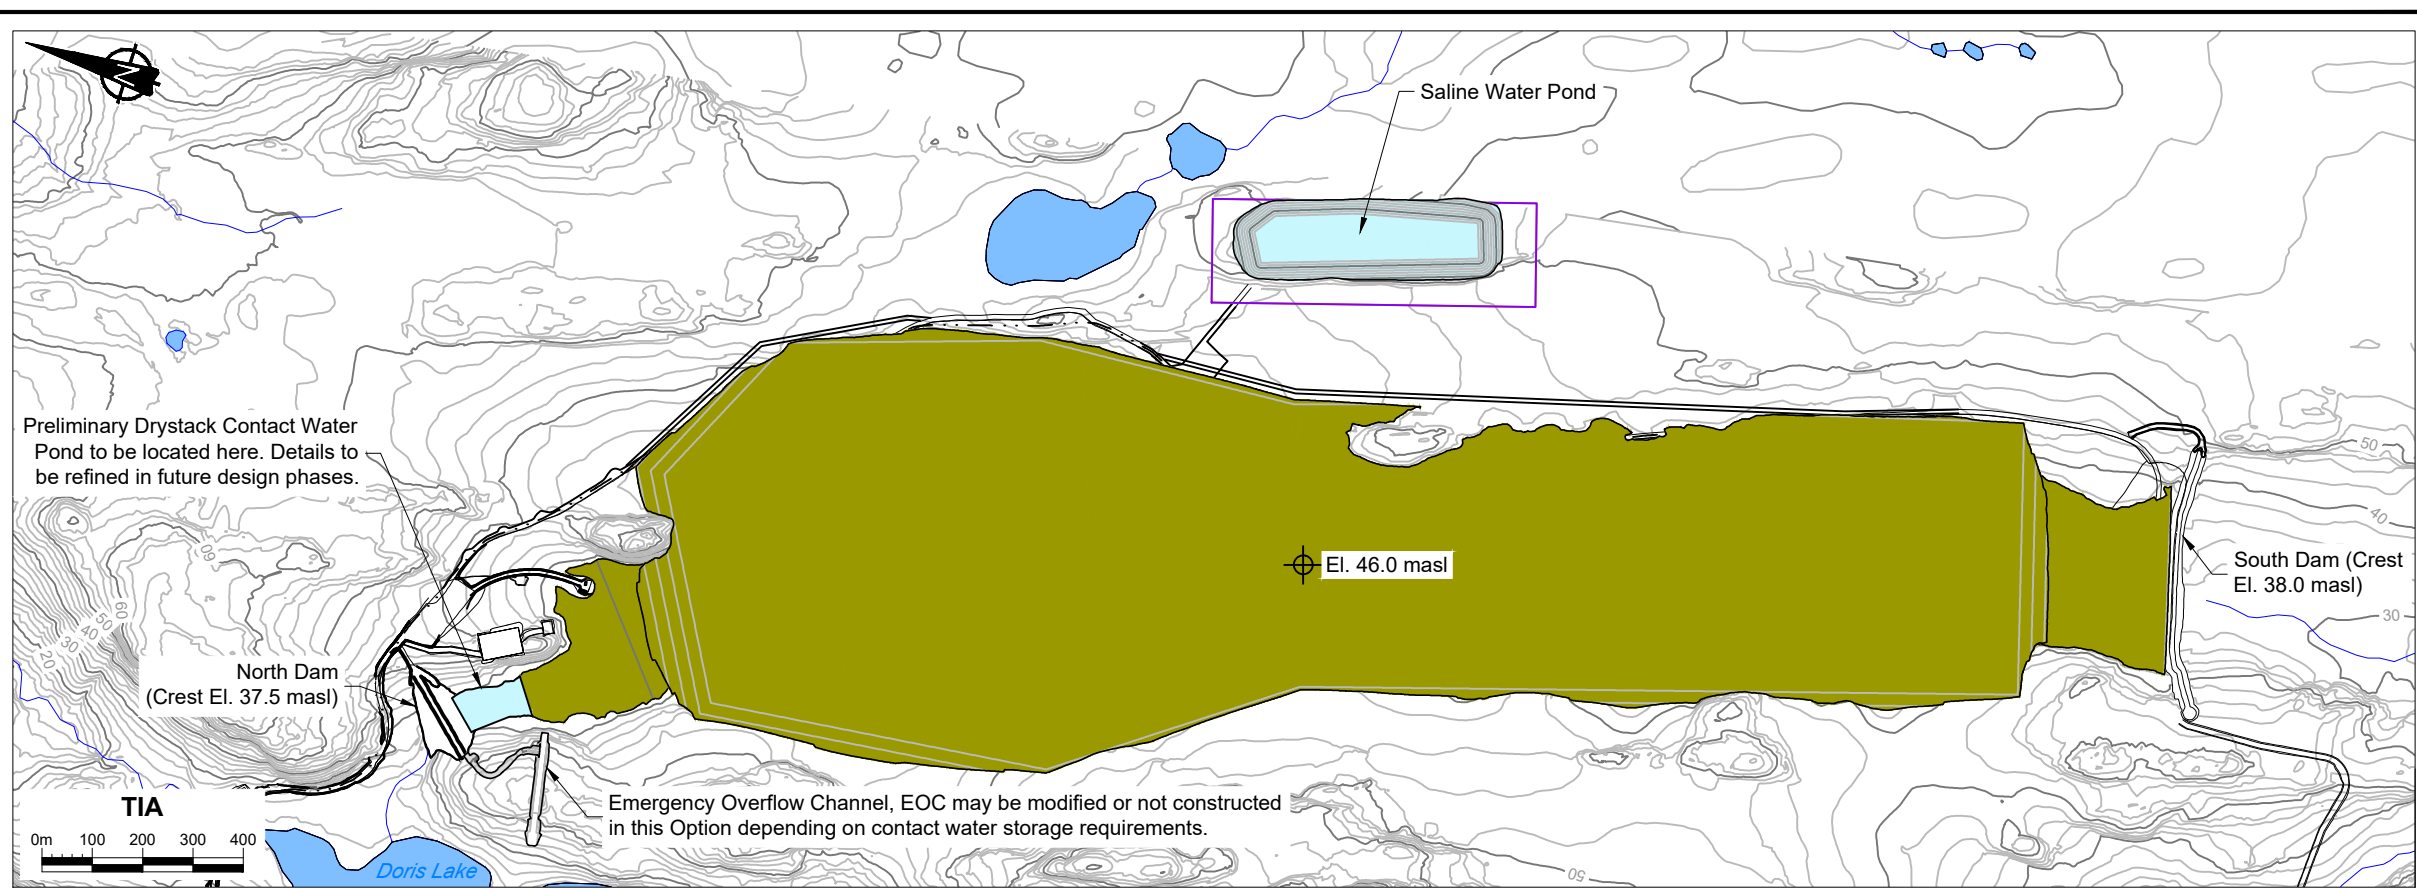 N
Saline Water Pond
Preliminary Drystack Contact Water
Pond to be located here. Details to
be refined in future design phases.
El. 46.0 masl
50
40
South Dam (Crest
El. 38.0 masl)
30
60
60
50
40
30
20
North Dam
(Crest El. 37.5 masl)
Emergency Overflow Channel, EOC may be modified or not constructed
in this Option depending on contact water storage requirements.
TIA
0m 100 200 300 400
Doris Lake
50